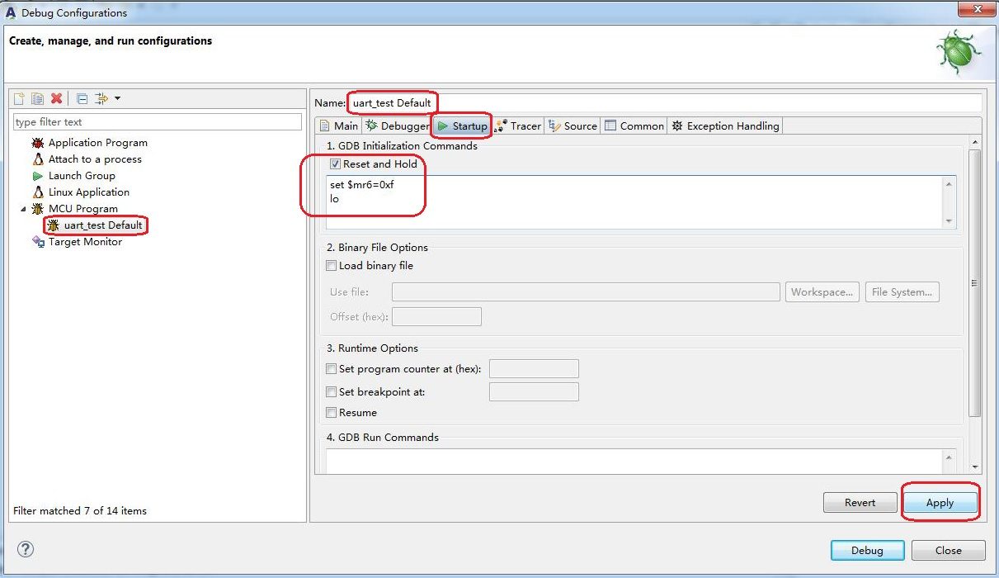 Debug Configurations
Create, manage, and run configurations
type filter text
Application Program
Attach to a process
Launch Group
Linux Application
MCU Program
uart_test Default
Target Monitor
Filter matched 7 of 14 items
Name: uart_test Default
Main Debugger Startup Tracer Source Common Exception Handling
1. GDB Initialization Commands
Reset and Hold
set $mr6=0xf
lo
2. Binary File Options
Load binary file
Use file: Workspace... File System...
Offset (hex):
3. Runtime Options
Set program counter at (hex):
Set breakpoint at:
Resume
4. GDB Run Commands
Revert Apply
Debug Close